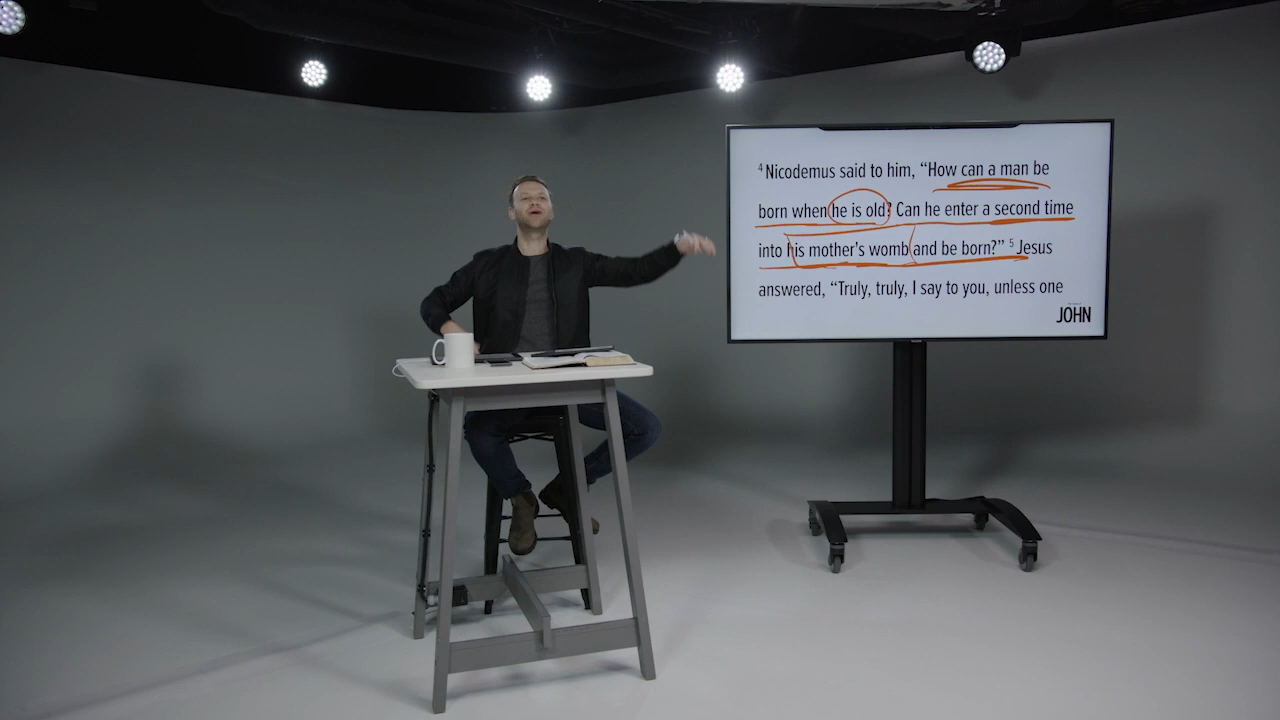 ⁴ Nicodemus said to him, “How can a man be
born when he is old? Can he enter a second time
into his mother's womb and be born?” ⁵ Jesus
answered, “Truly, truly, I say to you, unless one
JOHN